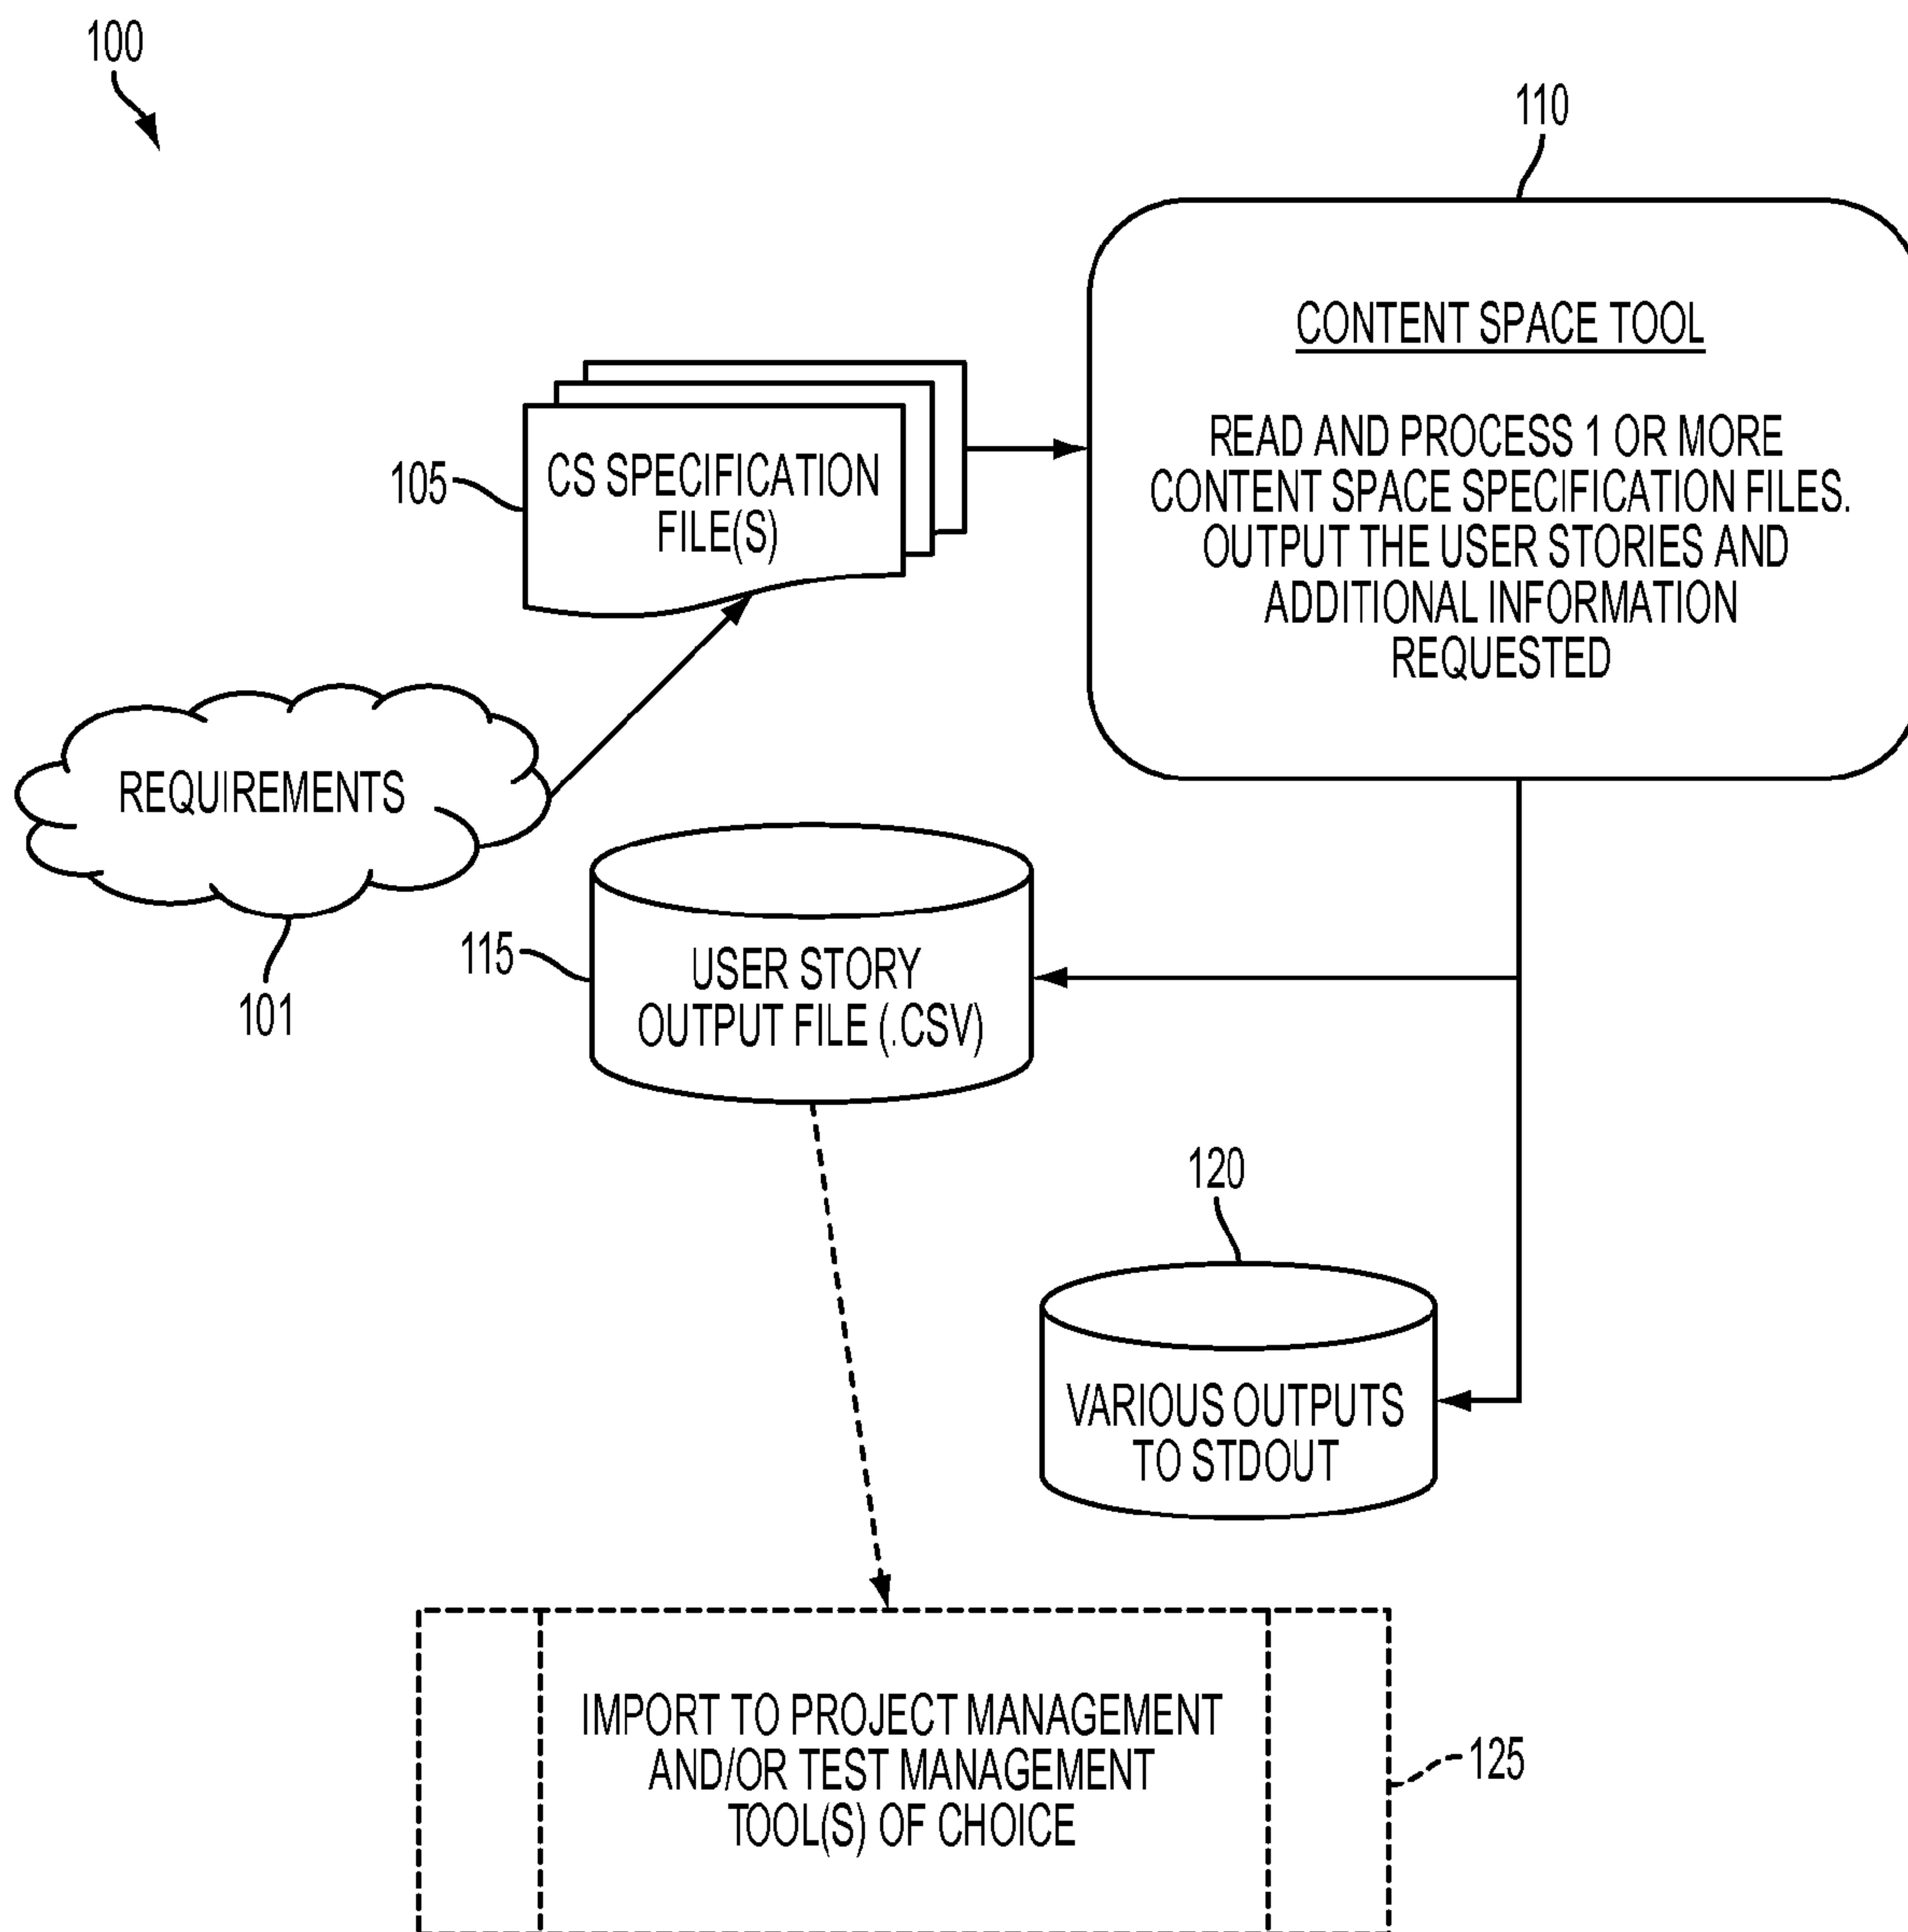 100
110
CONTENT SPACE TOOL
READ AND PROCESS 1 OR MORE
CONTENT SPACE SPECIFICATION FILES.
OUTPUT THE USER STORIES AND
ADDITIONAL INFORMATION
REQUESTED
105
CS SPECIFICATION
FILE(S)
REQUIREMENTS
101
115
USER STORY
OUTPUT FILE (.CSV)
120
VARIOUS OUTPUTS
TO STDOUT
IMPORT TO PROJECT MANAGEMENT
AND/OR TEST MANAGEMENT
TOOL(S) OF CHOICE
125